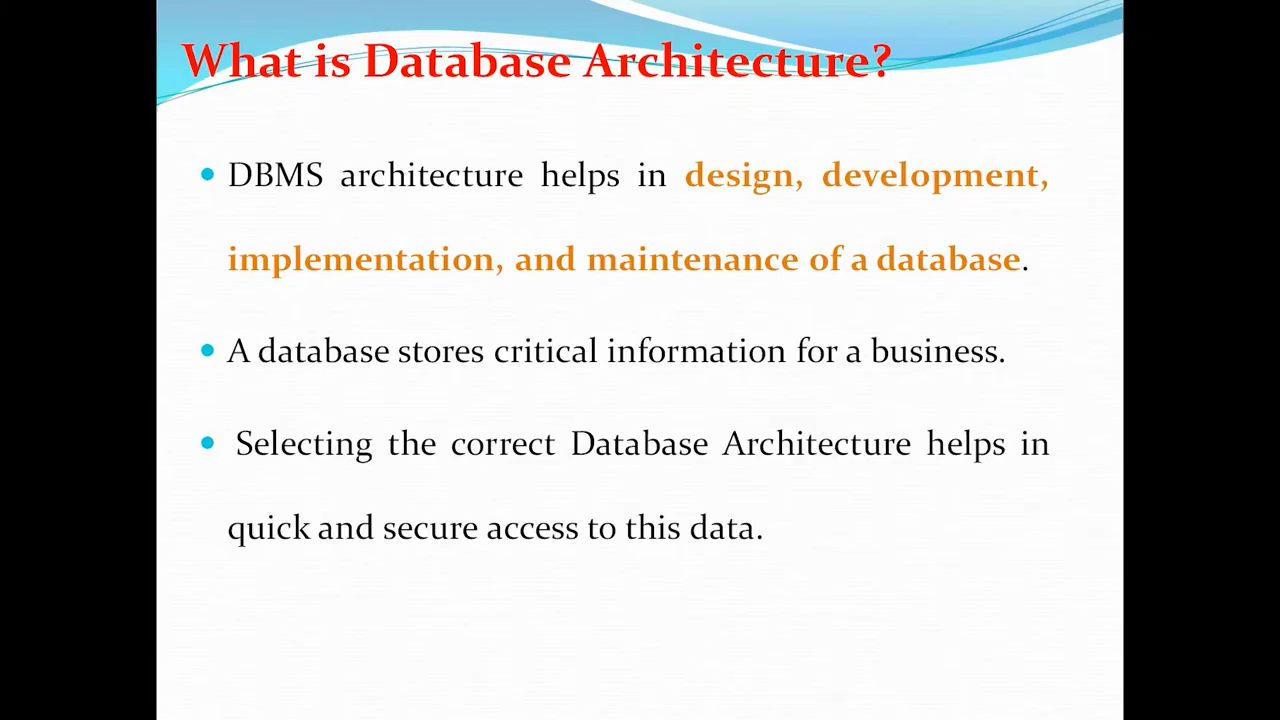 What is Database Architecture?
• DBMS architecture helps in design, development,
implementation, and maintenance of a database.
• A database stores critical information for a business.
• Selecting the correct Database Architecture helps in
quick and secure access to this data.